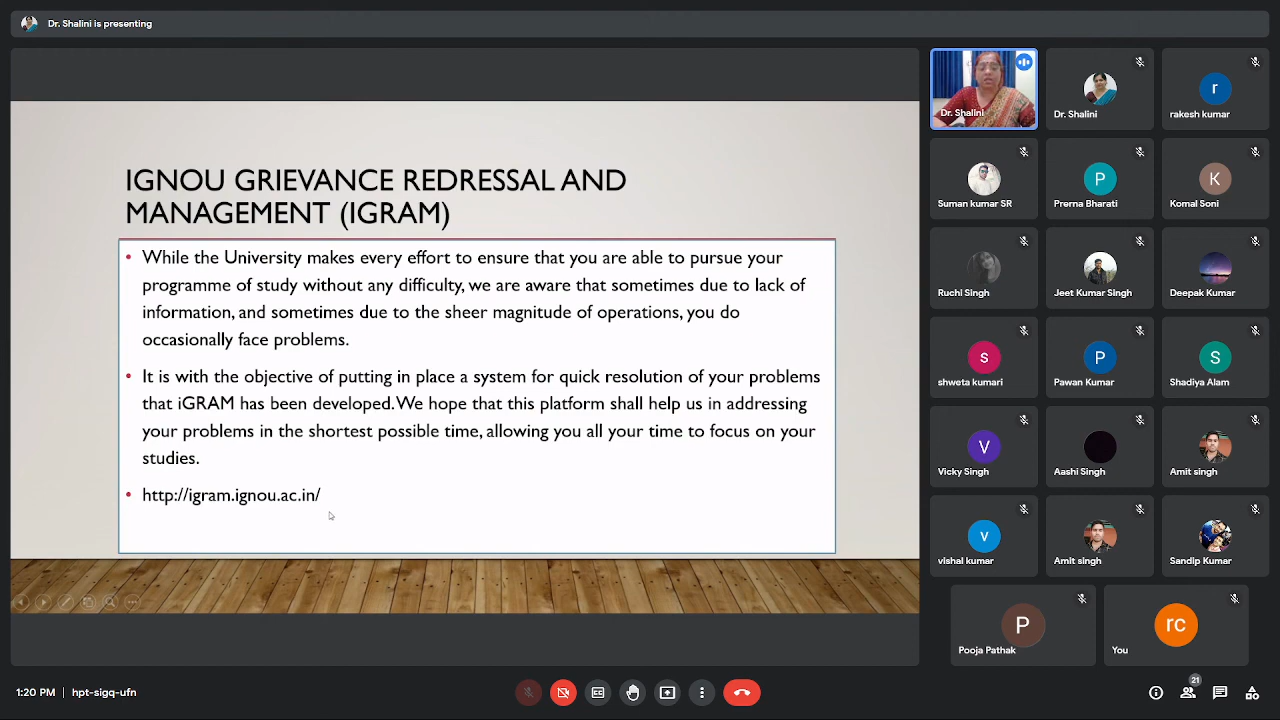 Dr. Shalini is presenting
IGNOU GRIEVANCE REDRESSAL AND
MANAGEMENT (IGRAM)
• While the University makes every effort to ensure that you are able to pursue your
programme of study without any difficulty, we are aware that sometimes due to lack of
information, and sometimes due to the sheer magnitude of operations, you do
occasionally face problems.
• It is with the objective of putting in place a system for quick resolution of your problems
that iGRAM has been developed. We hope that this platform shall help us in addressing
your problems in the shortest possible time, allowing you all your time to focus on your
studies.
• http://igram.ignou.ac.in/
Dr. Shalini
Dr. Shalini
r
rakesh kumar
Suman kumar SR
P
Prerna Bharati
K
Komal Soni
Ruchi Singh
Jeet Kumar Singh
Deepak Kumar
s
shweta kumari
P
Pawan Kumar
S
Shadiya Alam
V
Vicky Singh
Aashi Singh
Amit singh
v
vishal kumar
Amit singh
Sandip Kumar
P
Pooja Pathak
rc
You
1:20 PM | hpt-sigq-ufn
21